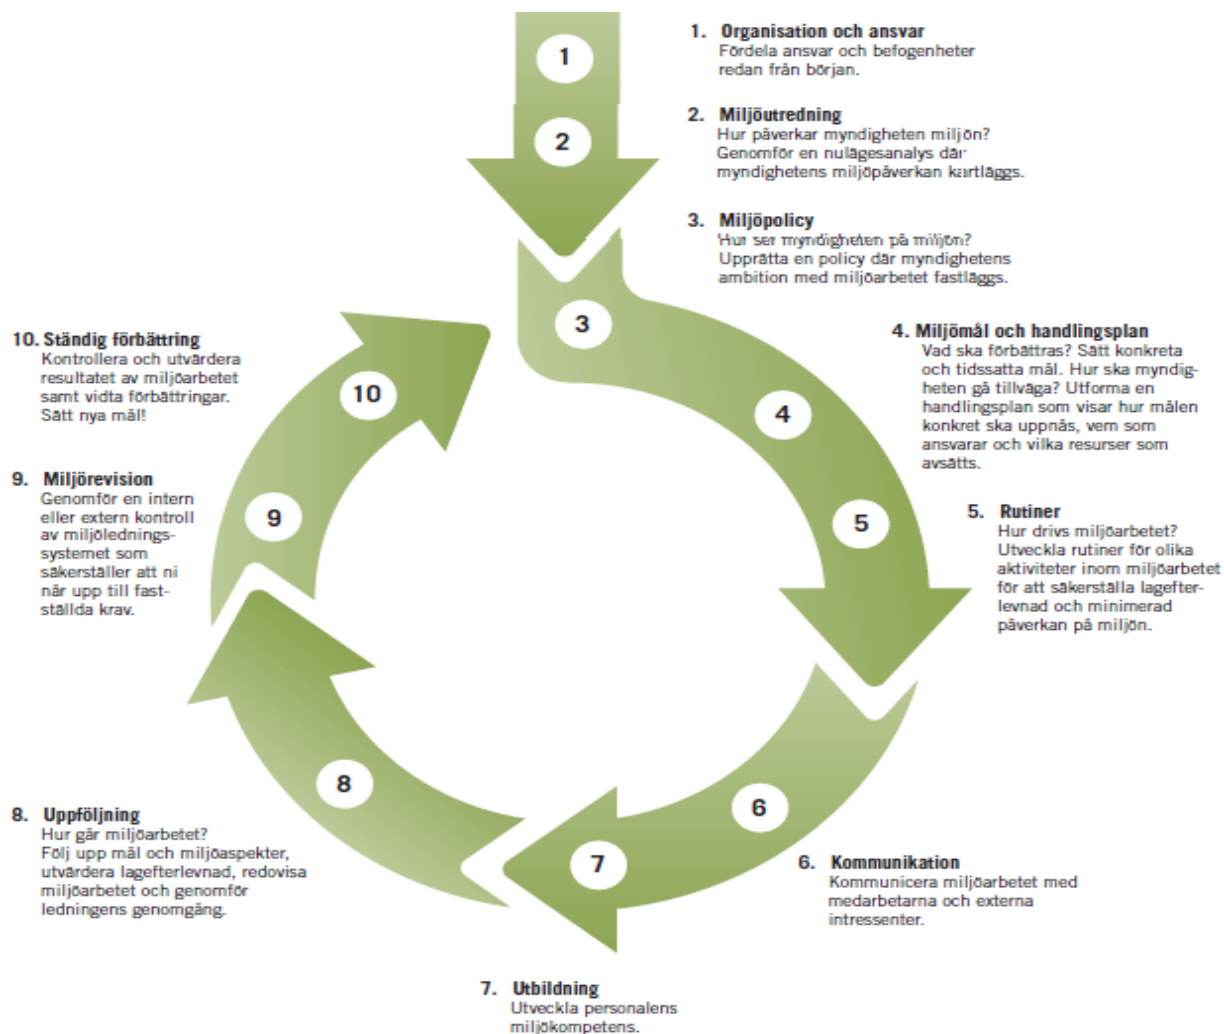 1. Organisation och ansvar
Fördela ansvar och befogenheter
redan från början.
2. Miljöutredning
Hur påverkar myndigheten miljön?
Genomför en nulägesanalys där
myndighetens miljöpåverkan kartläggs.
3. Miljöpolicy
Hur ser myndigheten på miljön?
Upprätta en policy där myndighetens
ambition med miljöarbetet fastläggs.
4. Miljömål och handlingsplan
Vad ska förbättras? Sätt konkreta
och tidssatta mål. Hur ska myndig-
heten gå tillväga? Utforma en
handlingsplan som visar hur målen
konkret ska uppnås, vem som
ansvarar och vilka resurser som
avsätts.
5. Rutiner
Hur drivs miljöarbetet?
Utveckla rutiner för olika
aktiviteter inom miljöarbetet
för att säkerställa lagefter-
levnad och minimerad
påverkan på miljön.
6. Kommunikation
Kommunicera miljöarbetet med
medarbetarna och externa
intressenter.
7. Utbildning
Utveckla personalens
miljökompetens.
8. Uppföljning
Hur går miljöarbetet?
Följ upp mål och miljöaspekter,
utvärdera lagefterlevnad, redovisa
miljöarbetet och genomför
ledningens genomgång.
9. Miljörevision
Genomför en intern
eller extern kontroll
av miljölednings-
systemet som
säkerställer att ni
når upp till fast-
ställda krav.
10. Ständig förbättring
Kontrollera och utvärdera
resultatet av miljöarbetet
samt vidta förbättringar.
Sätt nya mål!
1
2
3
4
5
6
7
8
9
10